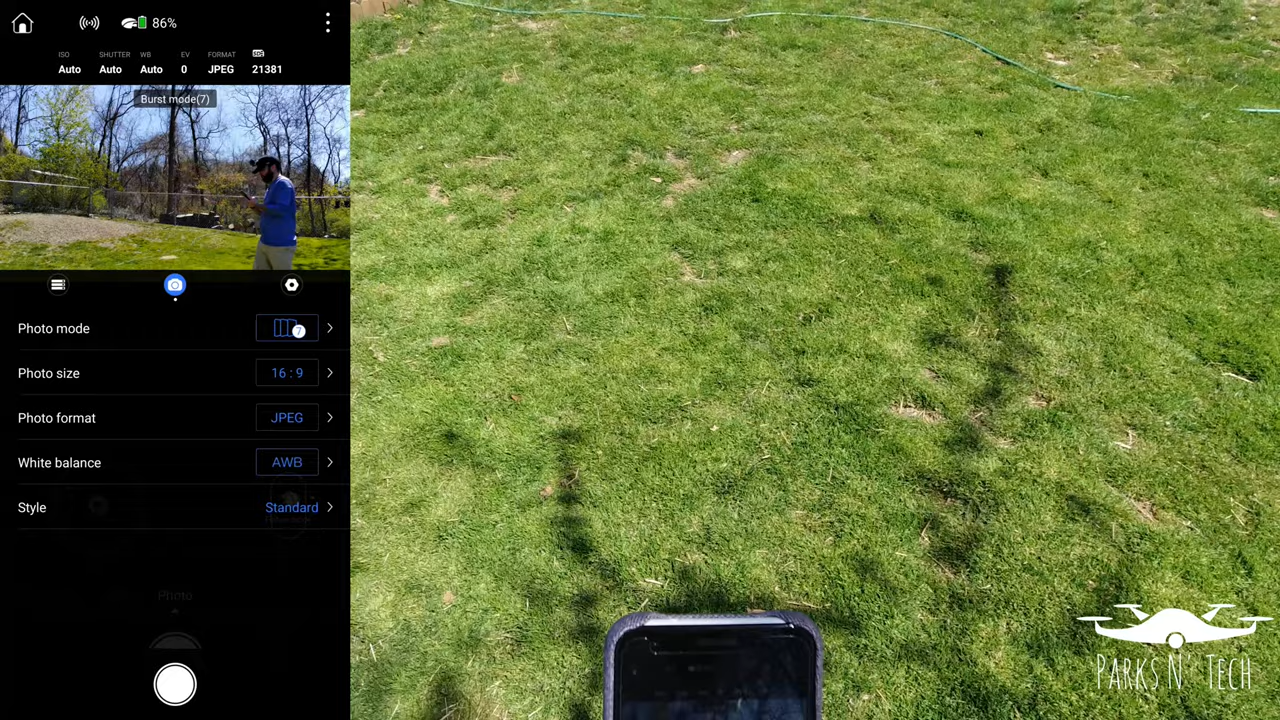 86%
ISO SHUTTER WB EV FORMAT
Auto Auto Auto 0 JPEG 21381
Burst mode(7)
Photo mode 7
Photo size 16 : 9
Photo format JPEG
White balance AWB
Style Standard
Photo
PARKS N' TECH